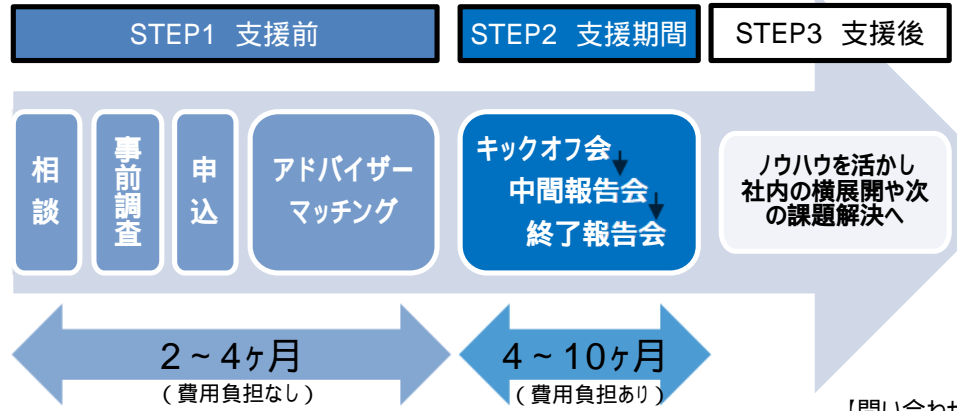 STEP1 支援前
STEP2 支援期間
STEP3 支援後
相談
事前調査
申込
アドバイザー
マッチング
キックオフ会
中間報告会
終了報告会
ノウハウを活かし
社内の横展開や次
の課題解決へ
2~4ヶ月
(費用負担なし)
4~10ヶ月
(費用負担あり)